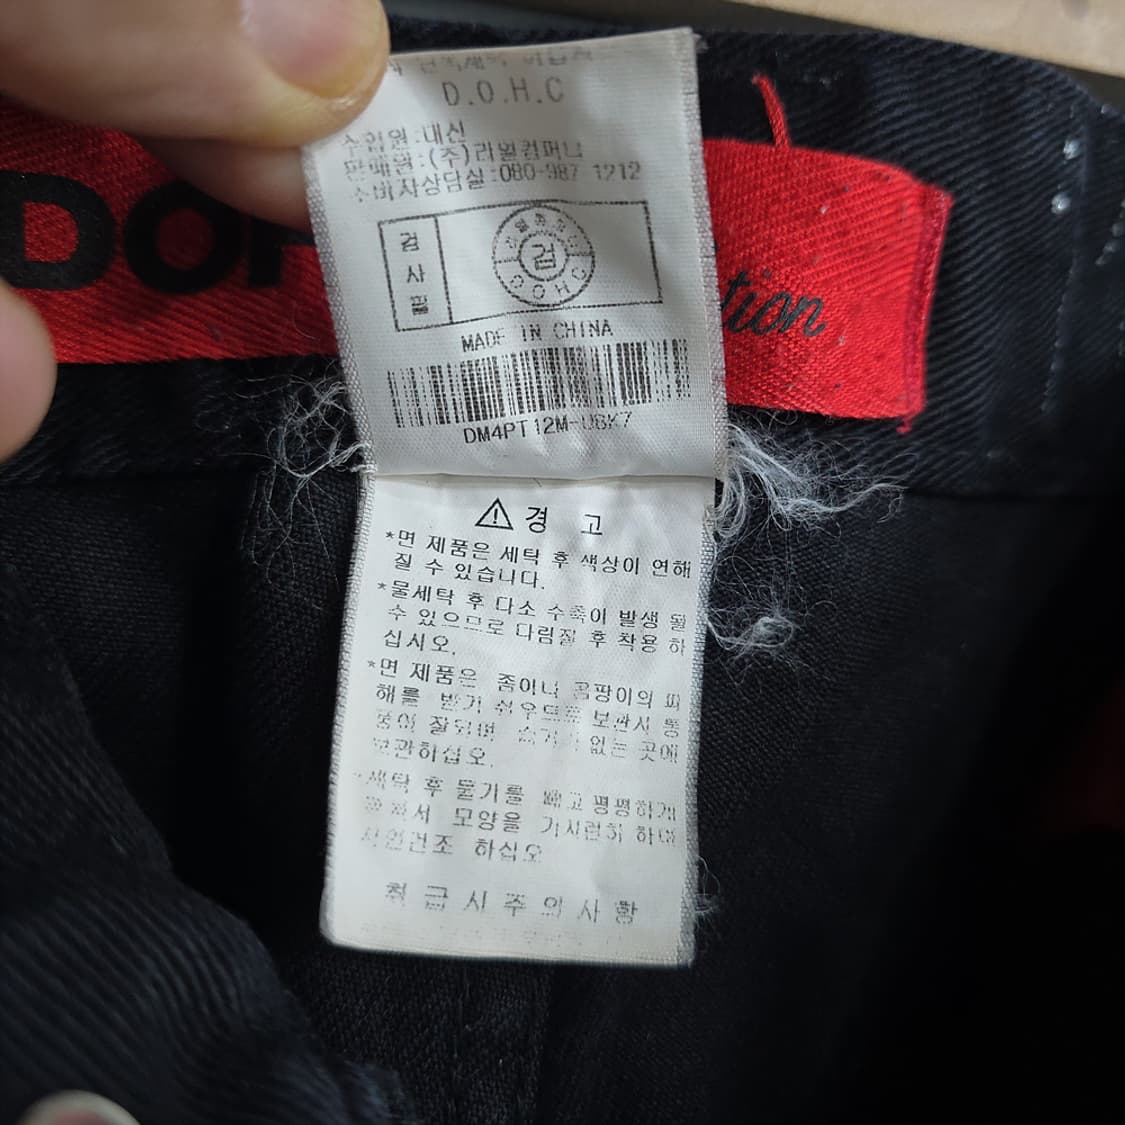 D.O.H.C
수입원:대신
판매원:(주)리얼컴퍼니
소비자상담실:080-987 1212
검사필
검
DOHC
MADE IN CHINA
DM4PT12M-UBK7
⚠경 고
*면 제품은 세탁 후 색상이 연해
질 수 있습니다.
*물세탁 후 다소 수축이 발생 될
수 있으므로 다림질 후 착용 하
십시오.
*면 제품은 좀이나 곰팡이의 피
해를 받기 쉬우므로 보관시 통
풍이 잘되며 습기가 없는 곳에
보관하십오.
세탁 후 물기를 빼고 평평하게
모양을 가지런히 하여
자연건조 하십오
취급시주의사항
DO
tion